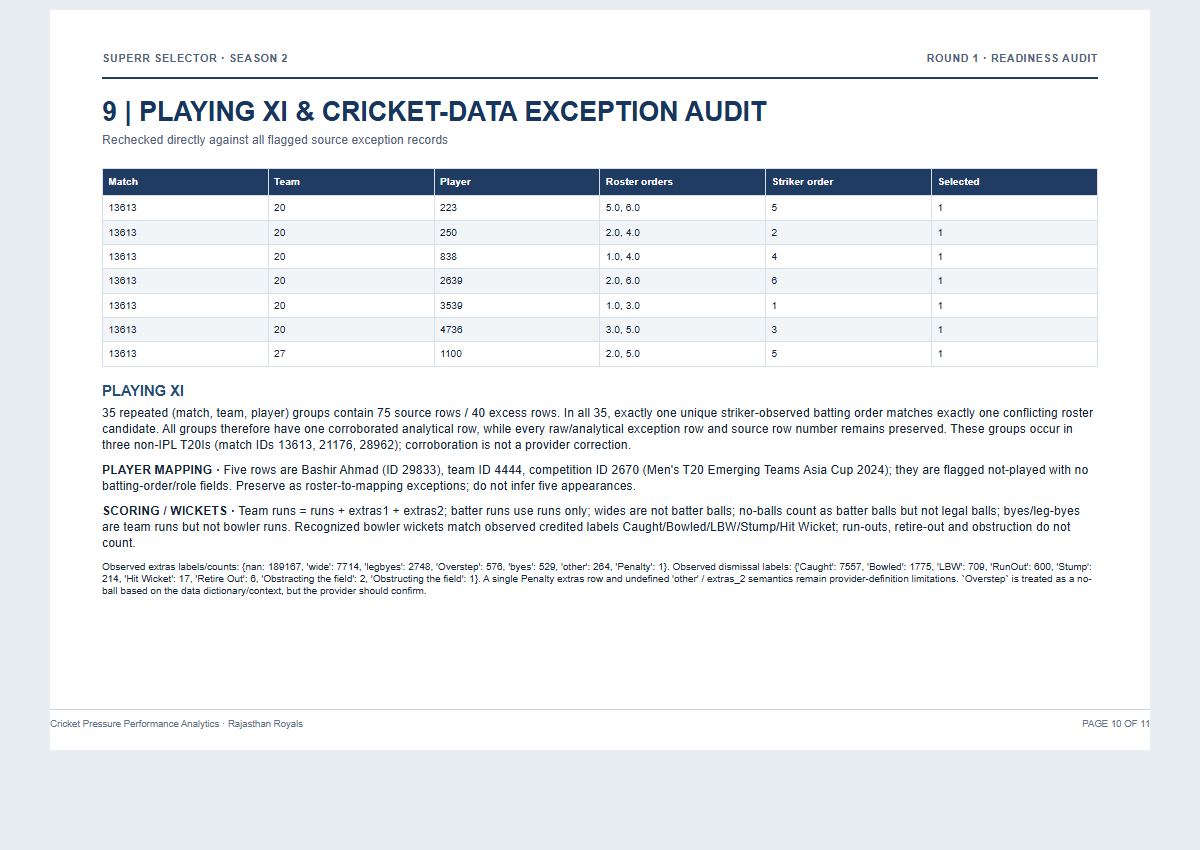 SUPERR SELECTOR · SEASON 2
ROUND 1 · READINESS AUDIT
9 | PLAYING XI & CRICKET-DATA EXCEPTION AUDIT
Rechecked directly against all flagged source exception records
Match Team Player Roster orders Striker order Selected
13613 20 223 5.0, 6.0 5 1
13613 20 250 2.0, 4.0 2 1
13613 20 838 1.0, 4.0 4 1
13613 20 2639 2.0, 6.0 6 1
13613 20 3539 1.0, 3.0 1 1
13613 20 4736 3.0, 5.0 3 1
13613 27 1100 2.0, 5.0 5 1
PLAYING XI
35 repeated (match, team, player) groups contain 75 source rows / 40 excess rows. In all 35, exactly one unique striker-observed batting order matches exactly one conflicting roster
candidate. All groups therefore have one corroborated analytical row, while every raw/analytical exception row and source row number remains preserved. These groups occur in
three non-IPL T20Is (match IDs 13613, 21176, 28962); corroboration is not a provider correction.
PLAYER MAPPING · Five rows are Bashir Ahmad (ID 29833), team ID 4444, competition ID 2670 (Men's T20 Emerging Teams Asia Cup 2024); they are flagged not-played with no
batting-order/role fields. Preserve as roster-to-mapping exceptions; do not infer five appearances.
SCORING / WICKETS · Team runs = runs + extras1 + extras2; batter runs use runs only; wides are not batter balls; no-balls count as batter balls but not legal balls; byes/leg-byes
are team runs but not bowler runs. Recognized bowler wickets match observed credited labels Caught/Bowled/LBW/Stump/Hit Wicket; run-outs, retire-out and obstruction do not
count.
Observed extras labels/counts: {nan: 189167, 'wide': 7714, 'legbyes': 2748, 'Overstep': 576, 'byes': 529, 'other': 264, 'Penalty': 1}. Observed dismissal labels: {'Caught': 7557, 'Bowled': 1775, 'LBW': 709, 'RunOut': 600, 'Stump':
214, 'Hit Wicket': 17, 'Retire Out': 6, 'Obstracting the field': 2, 'Obstructing the field': 1}. A single Penalty extras row and undefined 'other' / extras_2 semantics remain provider-definition limitations. `Overstep` is treated as a no-
ball based on the data dictionary/context, but the provider should confirm.
Cricket Pressure Performance Analytics · Rajasthan Royals
PAGE 10 OF 11